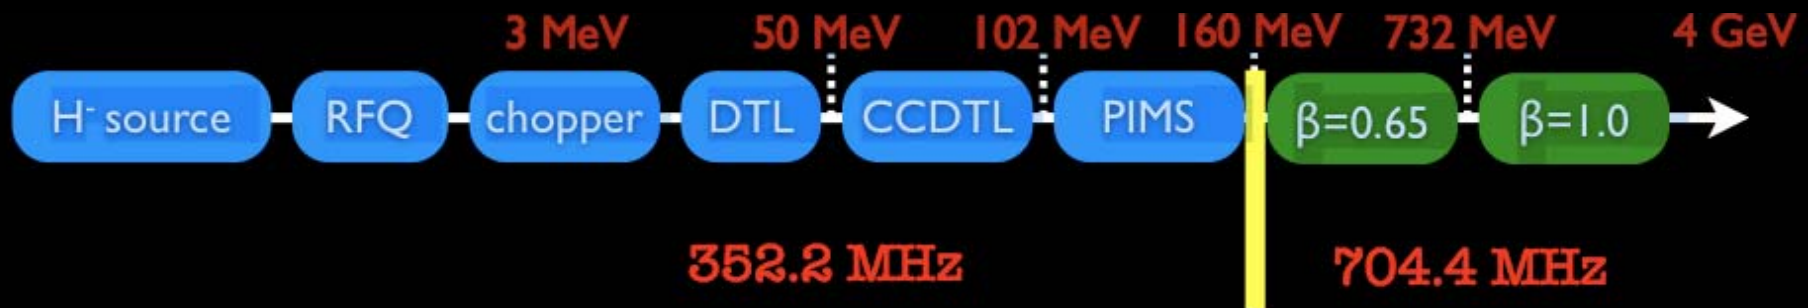 3 MeV 50 MeV 102 MeV 160 MeV 732 MeV 4 GeV
H⁻ source RFQ chopper DTL CCDTL PIMS β=0.65 β=1.0
352.2 MHz 704.4 MHz